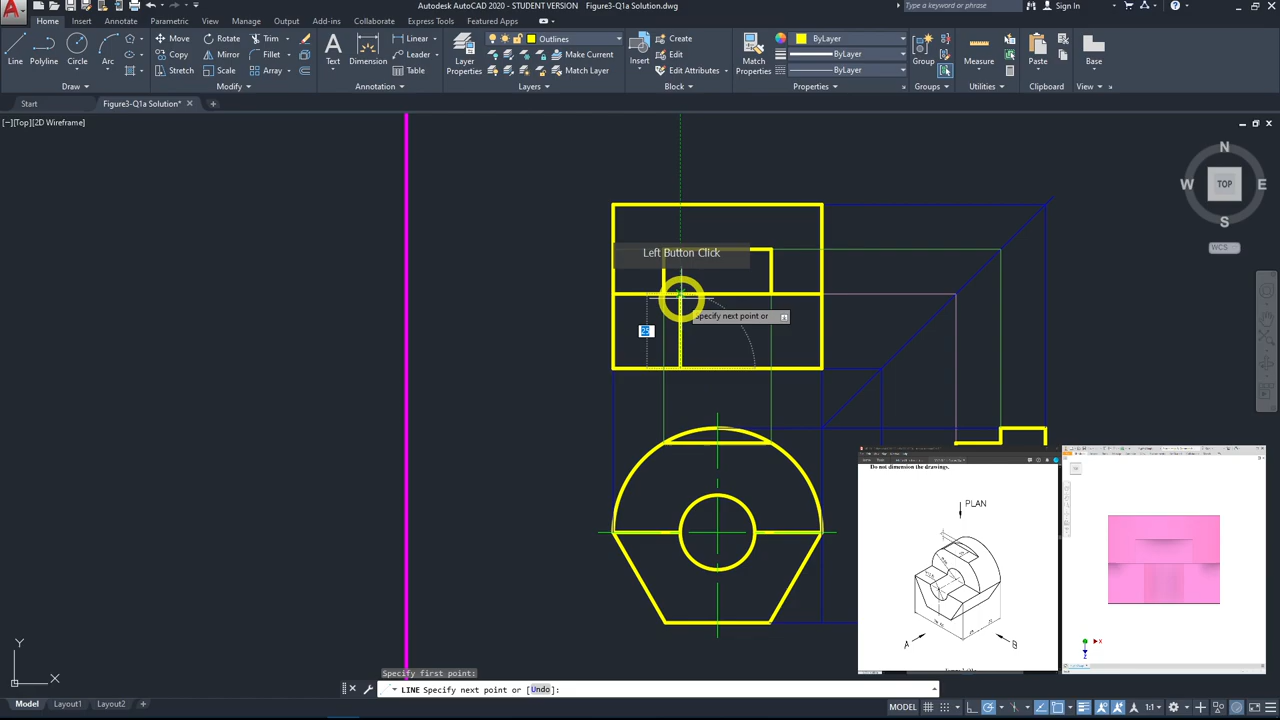 Autodesk AutoCAD 2020 - STUDENT VERSION Figure3-Q1a Solution.dwg
Type a keyword or phrase
Sign In
Home Insert Annotate Parametric View Manage Output Add-ins Collaborate Express Tools Featured Apps
Line Polyline Circle Arc
Move Rotate Trim
Copy Mirror Fillet
Stretch Scale Array
Text Dimension
Linear
Leader
Table
Layer Properties
Outlines
Make Current
Match Layer
Insert
Create
Edit
Edit Attributes
Match Properties
ByLayer
ByLayer
ByLayer
Group
Measure
Paste
Base
Draw Modify Annotation Layers Block Properties Groups Utilities Clipboard View
Start Figure3-Q1a Solution*
[−][Top][2D Wireframe]
N
W TOP E
S
WCS
Left Button Click
Specify next point or
25
Do not dimension the drawings.
PLAN
A
B
Y
X
Specify first point:
LINE Specify next point or [Undo]:
Model Layout1 Layout2
MODEL
1:1